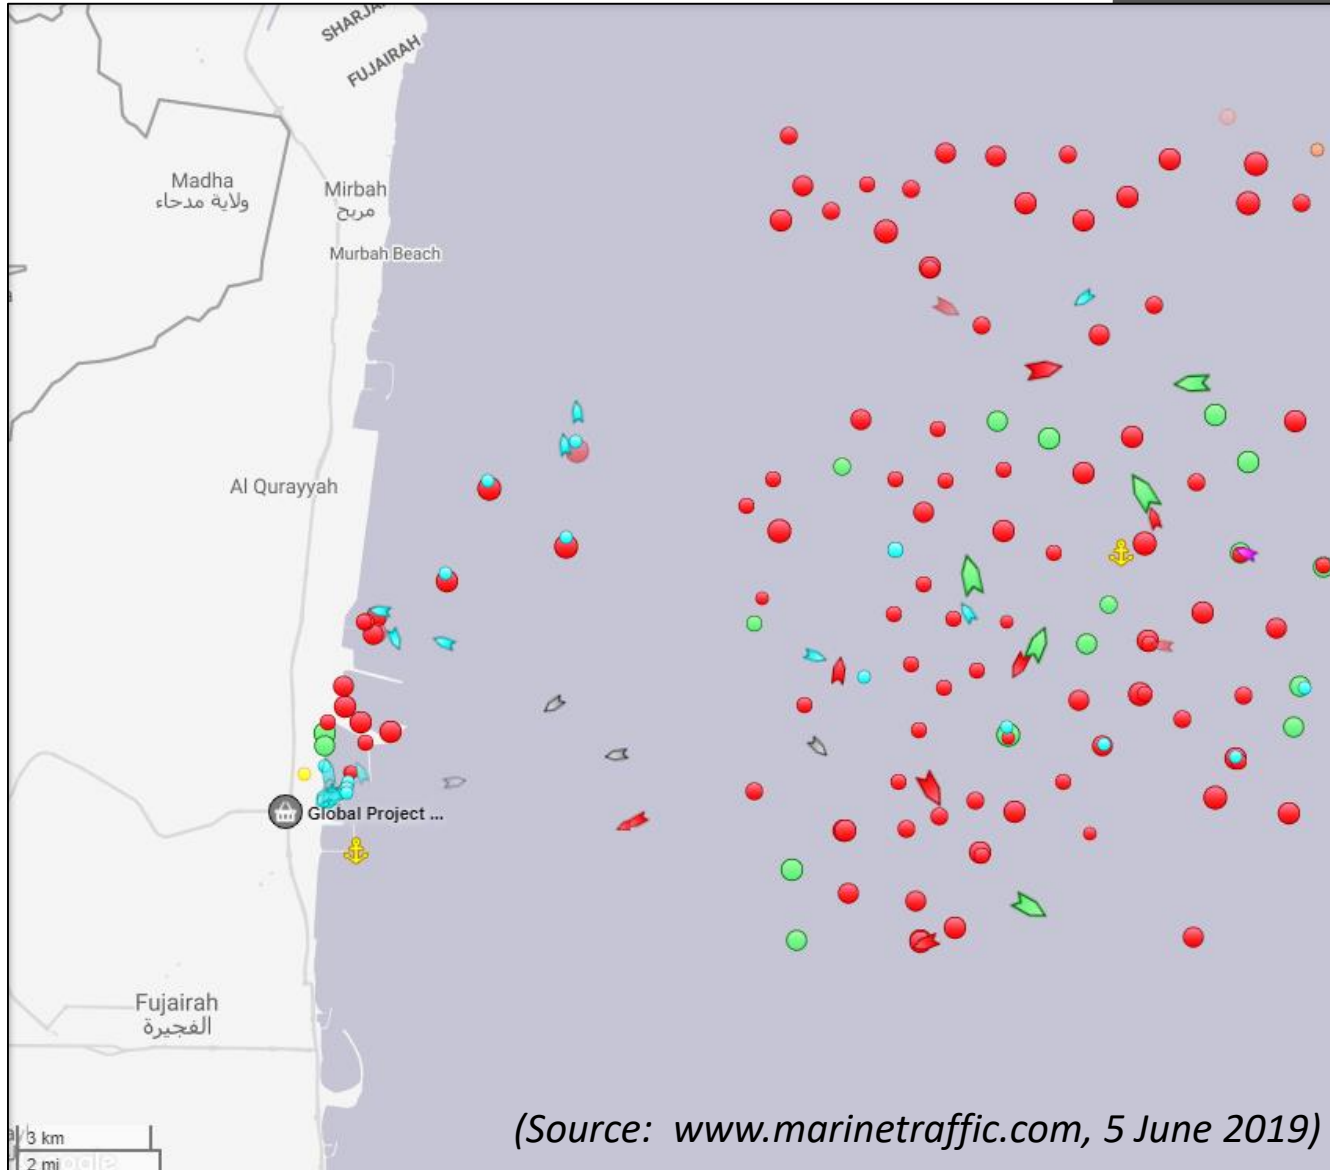 FUJAIRAH
Madha
ولاية مدحاء
Mirbah
مربح
Murbah Beach
Al Qurayyah
Global Project ...
Fujairah
الفجيرة
(Source: www.marinetraffic.com, 5 June 2019)
3 km
2 mi